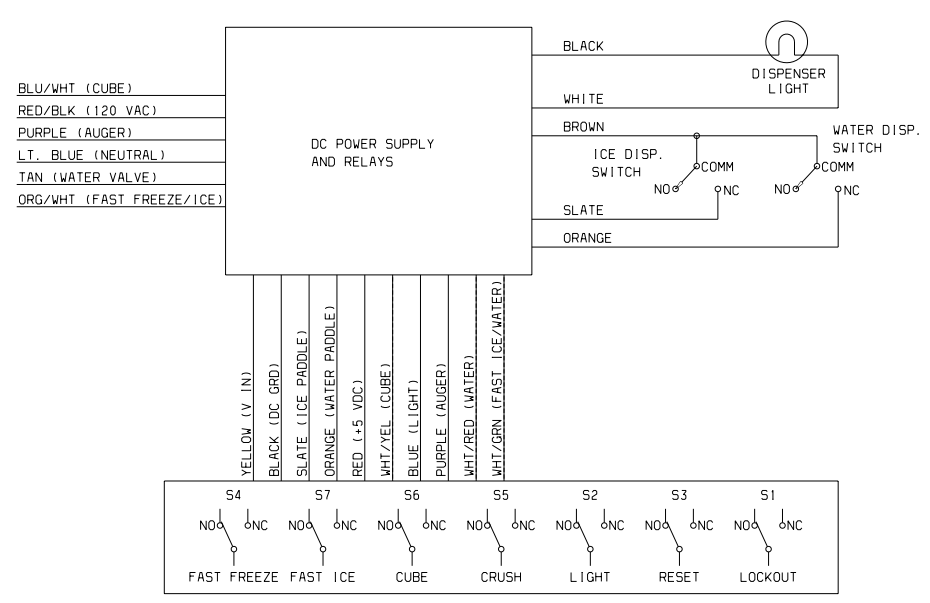 BLU/WHT (CUBE)
RED/BLK (120 VAC)
PURPLE (AUGER)
LT. BLUE (NEUTRAL)
TAN (WATER VALVE)
ORG/WHT (FAST FREEZE/ICE)
DC POWER SUPPLY
AND RELAYS
BLACK
DISPENSER
LIGHT
WHITE
BROWN
ICE DISP.
SWITCH
COMM
NO
NC
WATER DISP.
SWITCH
COMM
NO
NC
SLATE
ORANGE
YELLOW (V IN)
BLACK (DC GRD)
SLATE (ICE PADDLE)
ORANGE (WATER PADDLE)
RED (+5 VDC)
WHT/YEL (CUBE)
BLUE (LIGHT)
PURPLE (AUGER)
WHT/RED (WATER)
WHT/GRN (FAST ICE/WATER)
S4 S7 S6 S5 S2 S3 S1
NO NC NO NC NO NC NO NC NO NC NO NC NO NC
FAST FREEZE FAST ICE CUBE CRUSH LIGHT RESET LOCKOUT